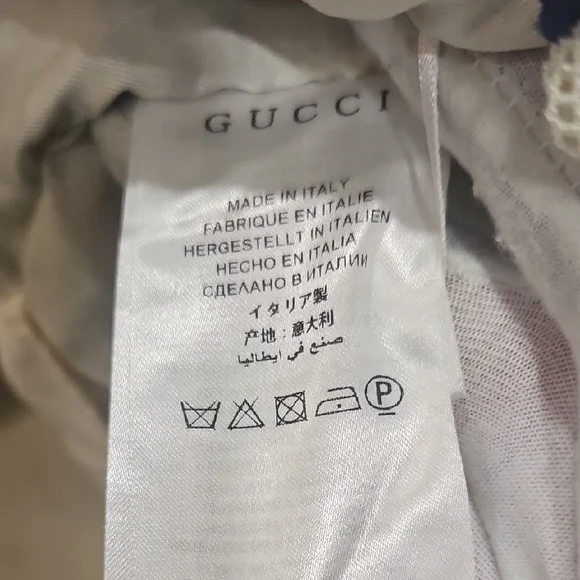 GUCCI
MADE IN ITALY
FABRIQUE EN ITALIE
HERGESTELLT IN ITALIEN
HECHO EN ITALIA
СДЕЛАНО В ИТАЛИИ
イタリア製
产地：意大利
صنع في ايطاليا
P